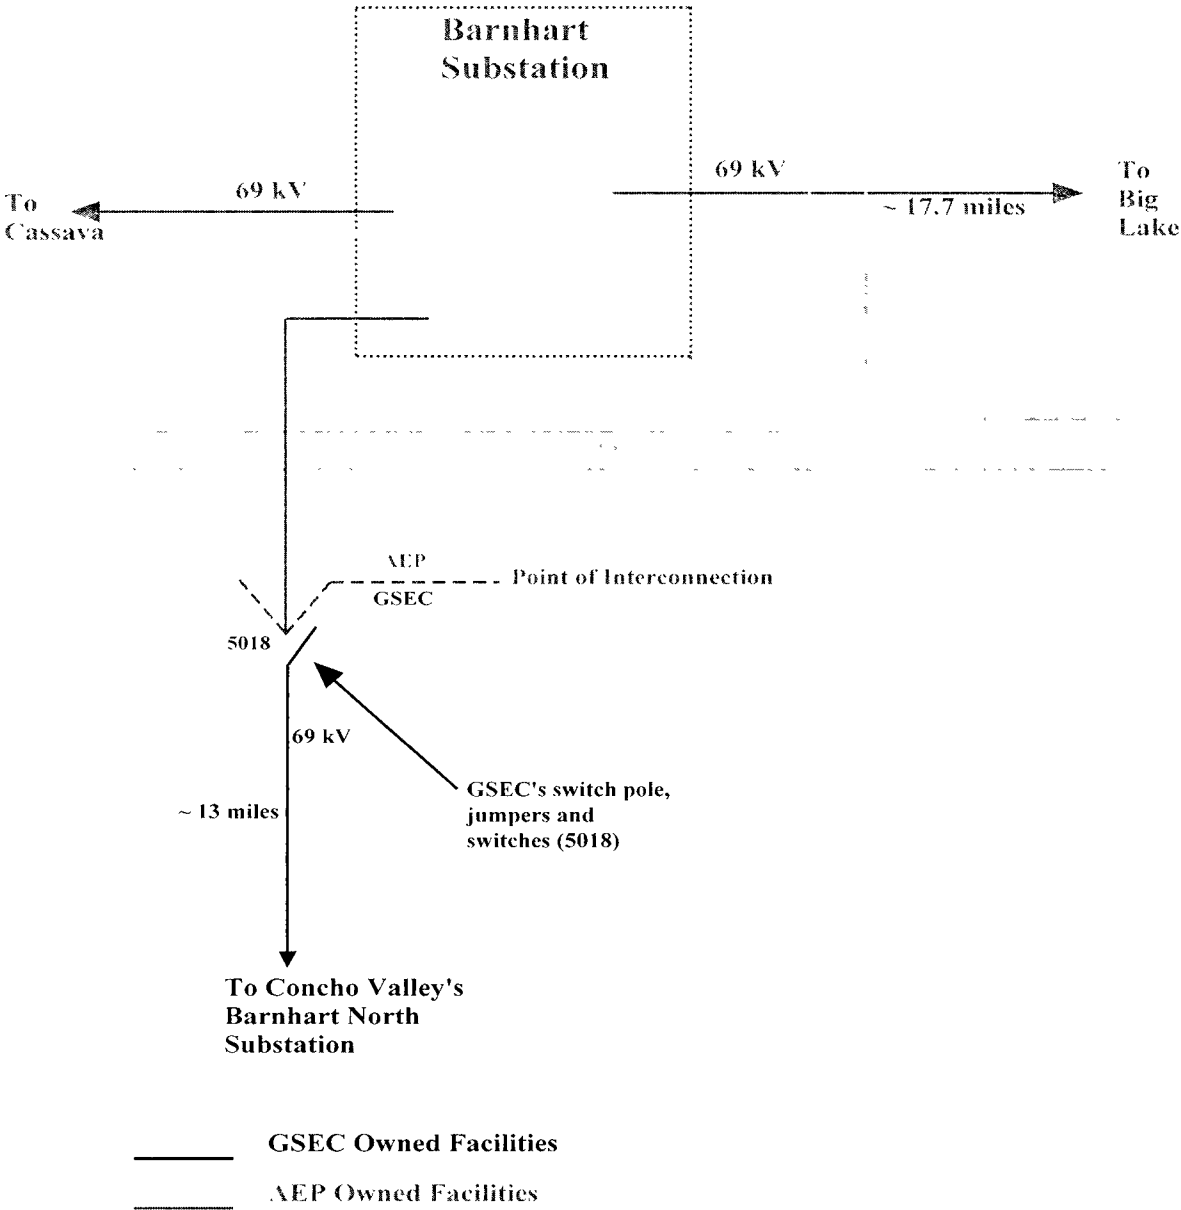 Barnhart
Substation
69 kV
To
Cassava
69 kV
~ 17.7 miles
To
Big
Lake
AEP
GSEC
Point of Interconnection
5018
69 kV
~ 13 miles
GSEC's switch pole,
jumpers and
switches (5018)
To Concho Valley's
Barnhart North
Substation
GSEC Owned Facilities
AEP Owned Facilities